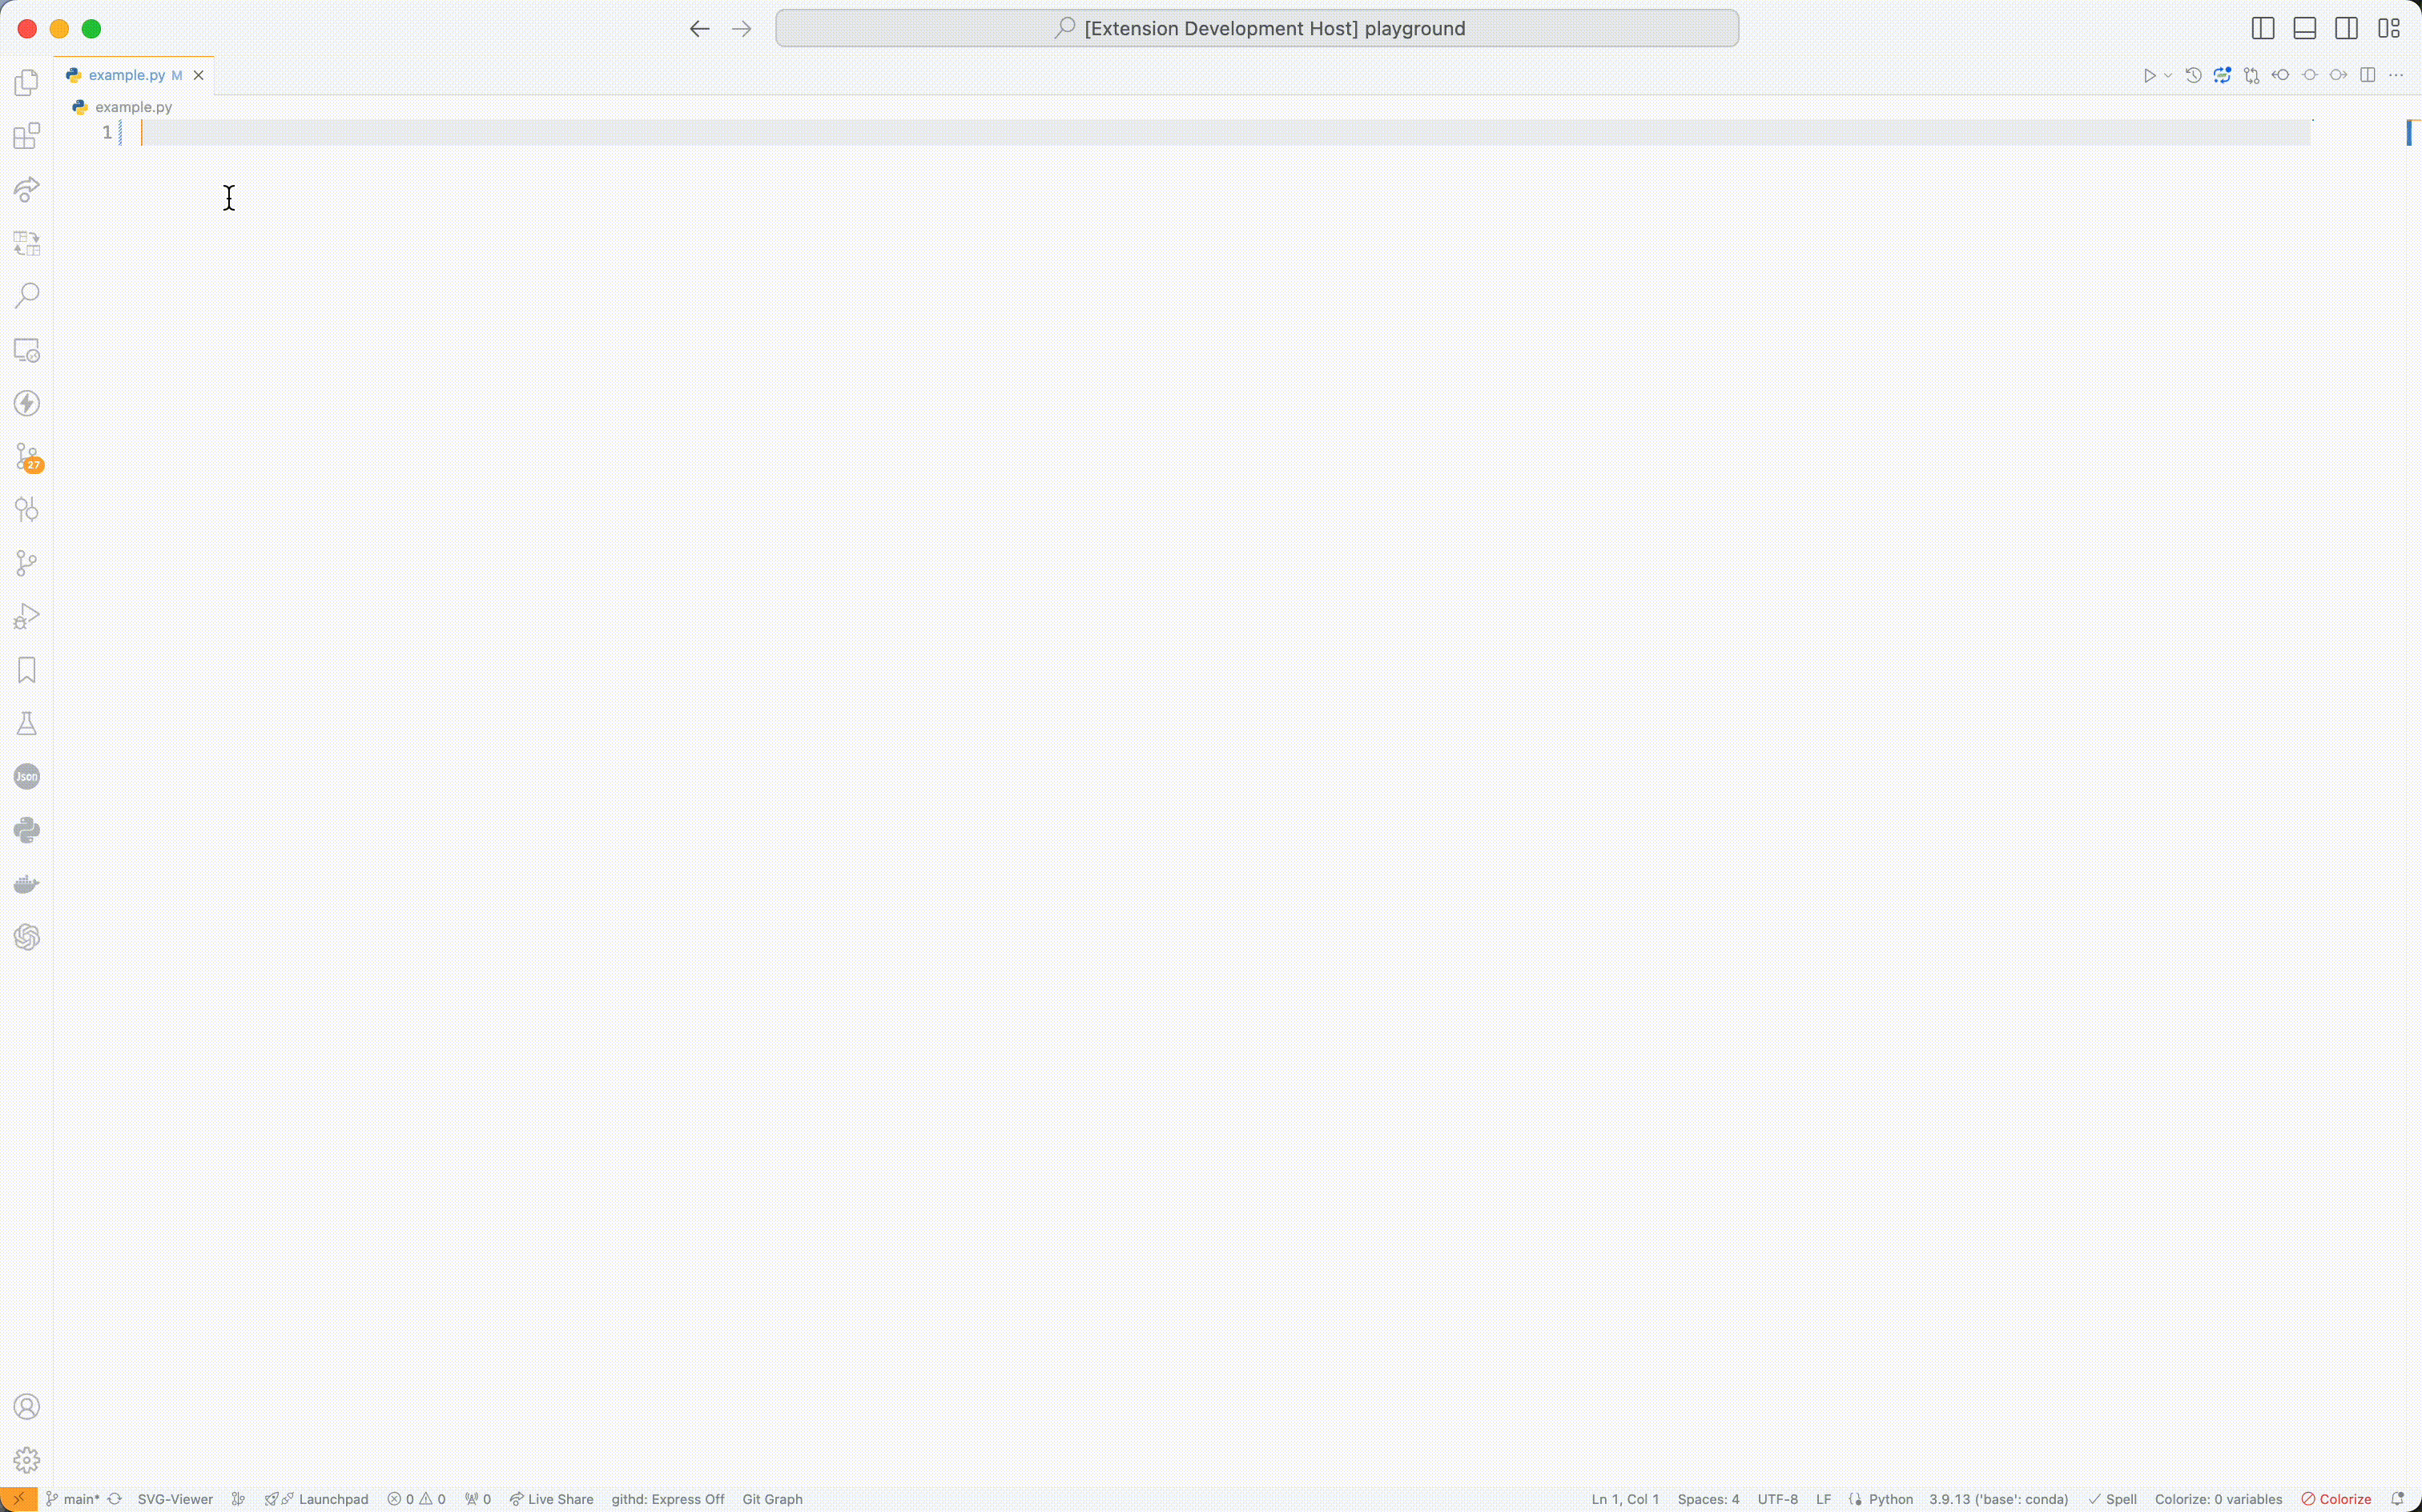 [Extension Development Host] playground
example.py M
example.py
1
27
Json
main* SVG-Viewer Launchpad 0 0 0 Live Share githd: Express Off Git Graph Ln 1, Col 1 Spaces: 4 UTF-8 LF Python 3.9.13 ('base': conda) Spell Colorize: 0 variables Colorize